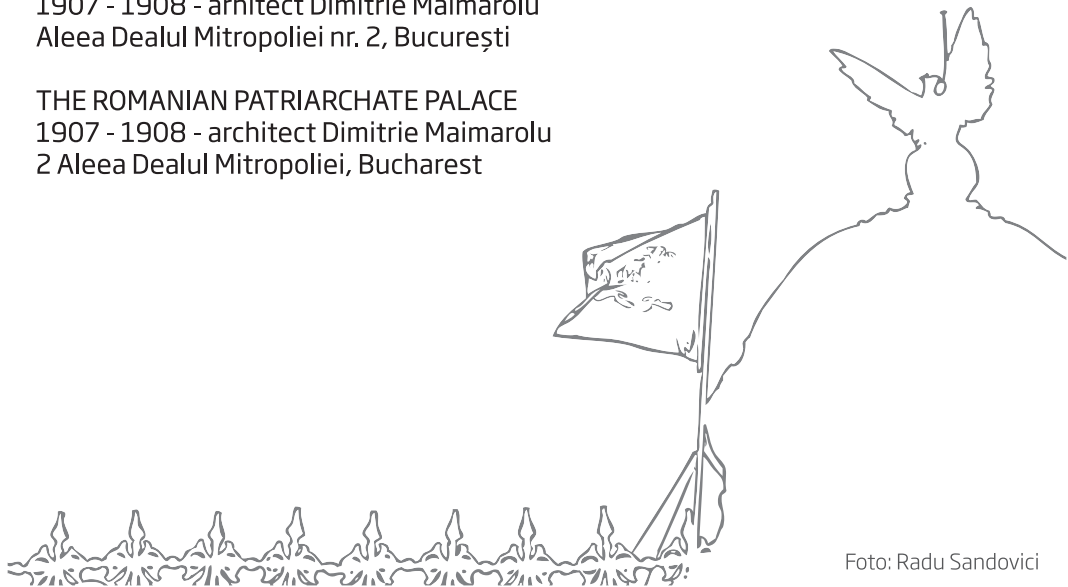 1907 - 1908 - arhitect Dimitrie Maimarolu
Aleea Dealul Mitropoliei nr. 2, București
THE ROMANIAN PATRIARCHATE PALACE
1907 - 1908 - architect Dimitrie Maimarolu
2 Aleea Dealul Mitropoliei, Bucharest
Foto: Radu Sandovici